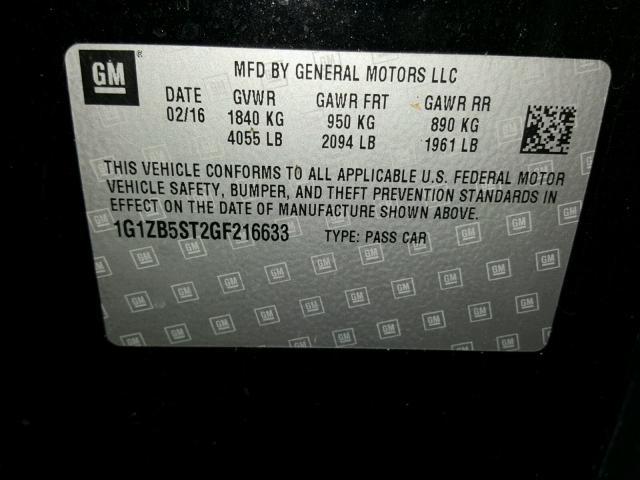 GM ®
MFD BY GENERAL MOTORS LLC
DATE GVWR GAWR FRT GAWR RR
02/16 1840 KG 950 KG 890 KG
4055 LB 2094 LB 1961 LB
THIS VEHICLE CONFORMS TO ALL APPLICABLE U.S. FEDERAL MOTOR
VEHICLE SAFETY, BUMPER, AND THEFT PREVENTION STANDARDS IN
EFFECT ON THE DATE OF MANUFACTURE SHOWN ABOVE.
1G1ZB5ST2GF216633 TYPE: PASS CAR